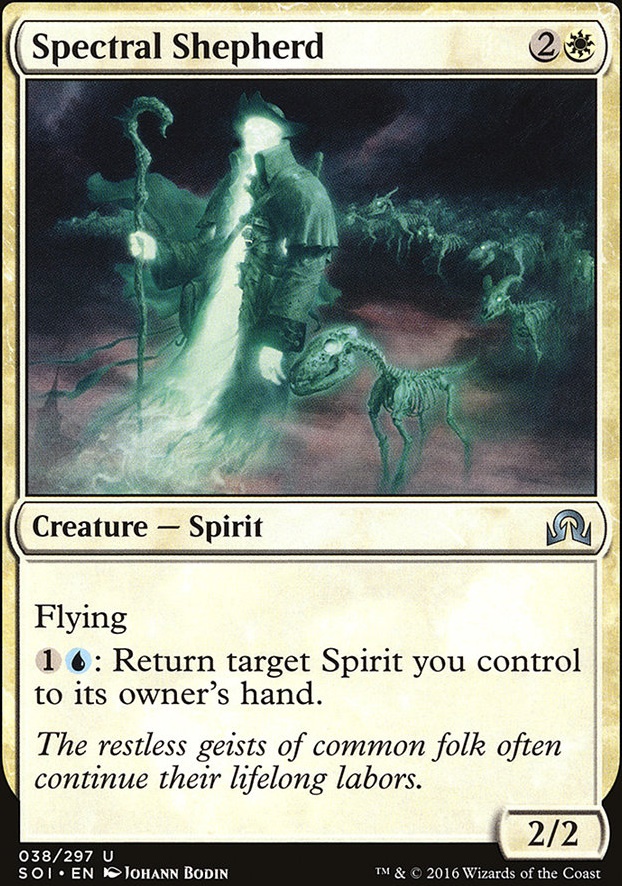 Spectral Shepherd 2
Creature — Spirit
Flying
1 : Return target Spirit you control
to its owner's hand.
The restless geists of common folk often
continue their lifelong labors.
2/2
038/297 U
SOI • EN Johann Bodin
™ & © 2016 Wizards of the Coast